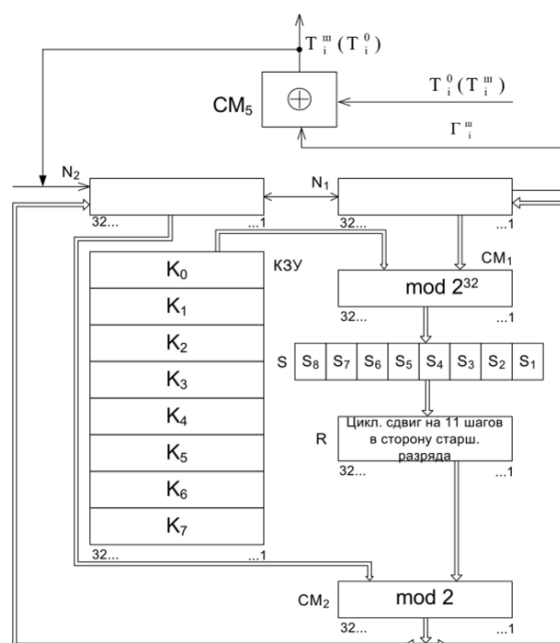 T i ш ( T i 0 )
T i 0 ( T i ш )
СМ5
Г i ш
N2
N1
32... ...1
32... ...1
КЗУ
СМ1
K0
mod 2^32
K1
32... ...1
K2
S S8 S7 S6 S5 S4 S3 S2 S1
K3
K4
Цикл. сдвиг на 11 шагов
R в сторону старш.
разряда
K5
32... ...1
K6
K7
32... ...1
СМ2 mod 2
32... ...1